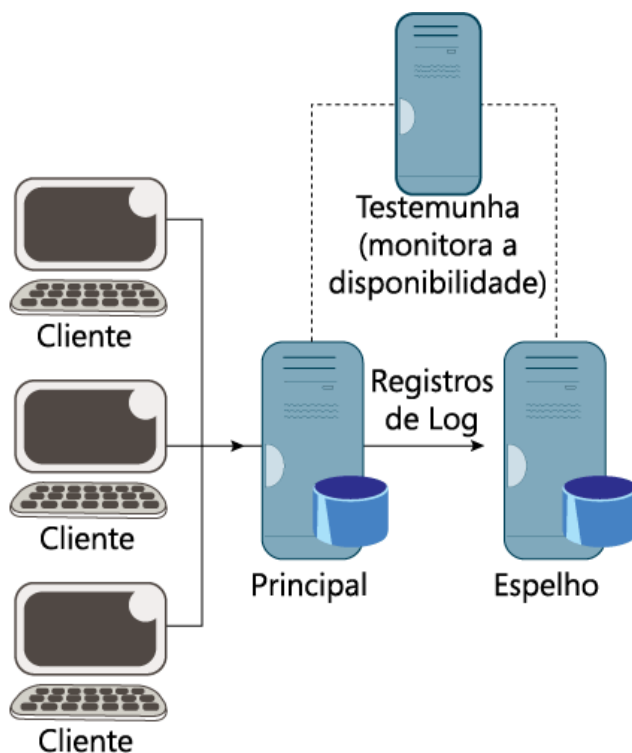 Testemunha
(monitora a
disponibilidade)
Cliente
Registros
de Log
Cliente
Principal
Espelho
Cliente